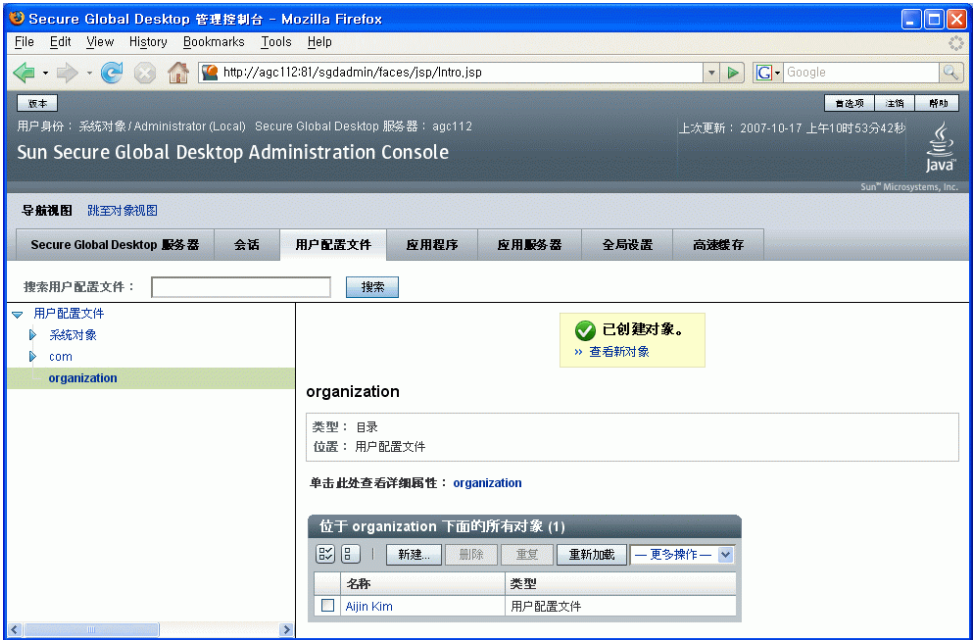 Secure Global Desktop 管理控制台 - Mozilla Firefox
File Edit View History Bookmarks Tools Help
http://agc112:81/sgdadmin/faces/jsp/Intro.jsp
G Google
版本
首选项 注销 帮助
用户身份： 系统对象/Administrator (Local) Secure Global Desktop 服务器： agc112
上次更新： 2007-10-17 上午10时53分42秒
Sun Secure Global Desktop Administration Console
Java™
Sun™ Microsystems, Inc.
导航视图 跳至对象视图
Secure Global Desktop 服务器 会话 用户配置文件 应用程序 应用服务器 全局设置 高速缓存
搜索用户配置文件： 搜索
用户配置文件
系统对象
com
organization
已创建对象。
» 查看新对象
organization
类型： 目录
位置： 用户配置文件
单击此处查看详细属性： organization
位于 organization 下面的所有对象 (1)
新建... 删除 重复 重新加载 — 更多操作 —
名称 类型
Aijin Kim 用户配置文件